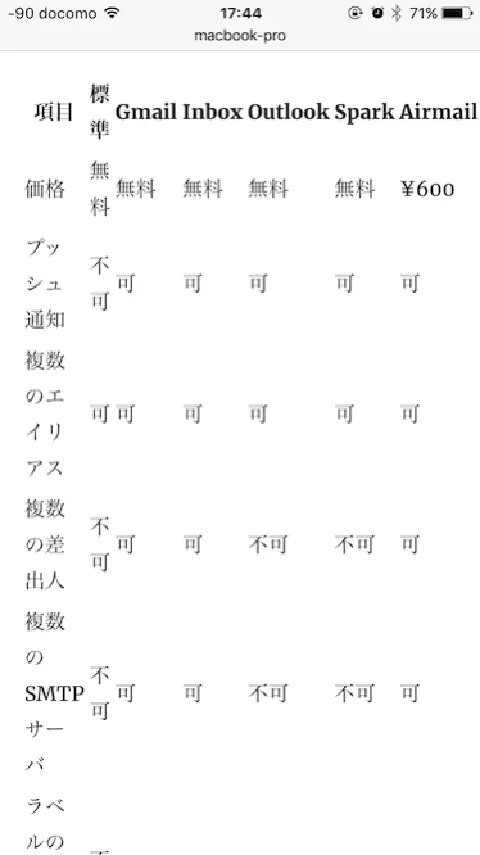 -90 docomo 17:44 71%
macbook-pro
項目 標準 Gmail Inbox Outlook Spark Airmail
価格 無料 無料 無料 無料 無料 ¥600
プッシュ通知 不可 可 可 可 可 可
複数のエイリアス 可 可 可 可 可 可
複数の差出人 不可 可 可 不可 不可 可
複数のSMTPサーバ 不可 可 可 不可 不可 可
ラベルの